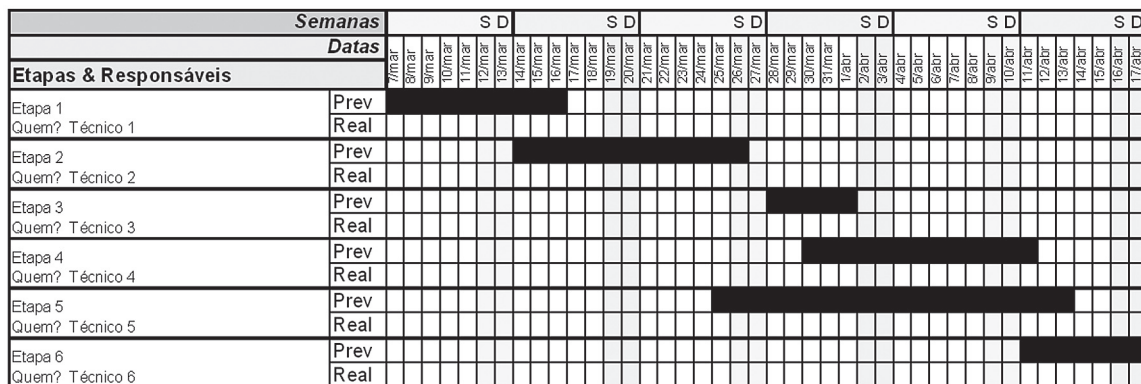 Semanas S D S D S D S D S D S D
Datas
Etapas & Responsáveis 7/mar 8/mar 9/mar 10/mar 11/mar 12/mar 13/mar 14/mar 15/mar 16/mar 17/mar 18/mar 19/mar 20/mar 21/mar 22/mar 23/mar 24/mar 25/mar 26/mar 27/mar 28/mar 29/mar 30/mar 31/mar 1/abr 2/abr 3/abr 4/abr 5/abr 6/abr 7/abr 8/abr 9/abr 10/abr 11/abr 12/abr 13/abr 14/abr 15/abr 16/abr 17/abr
Etapa 1 Prev
Quem? Técnico 1 Real
Etapa 2 Prev
Quem? Técnico 2 Real
Etapa 3 Prev
Quem? Técnico 3 Real
Etapa 4 Prev
Quem? Técnico 4 Real
Etapa 5 Prev
Quem? Técnico 5 Real
Etapa 6 Prev
Quem? Técnico 6 Real